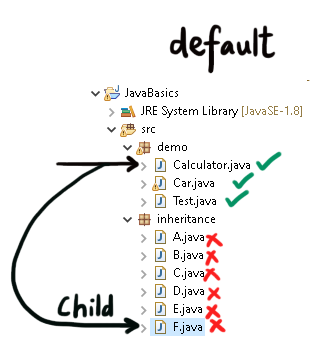 default
JavaBasics
JRE System Library [JavaSE-1.8]
src
demo
Calculator.java
Car.java
Test.java
inheritance
A.java
B.java
C.java
D.java
E.java
Child
F.java